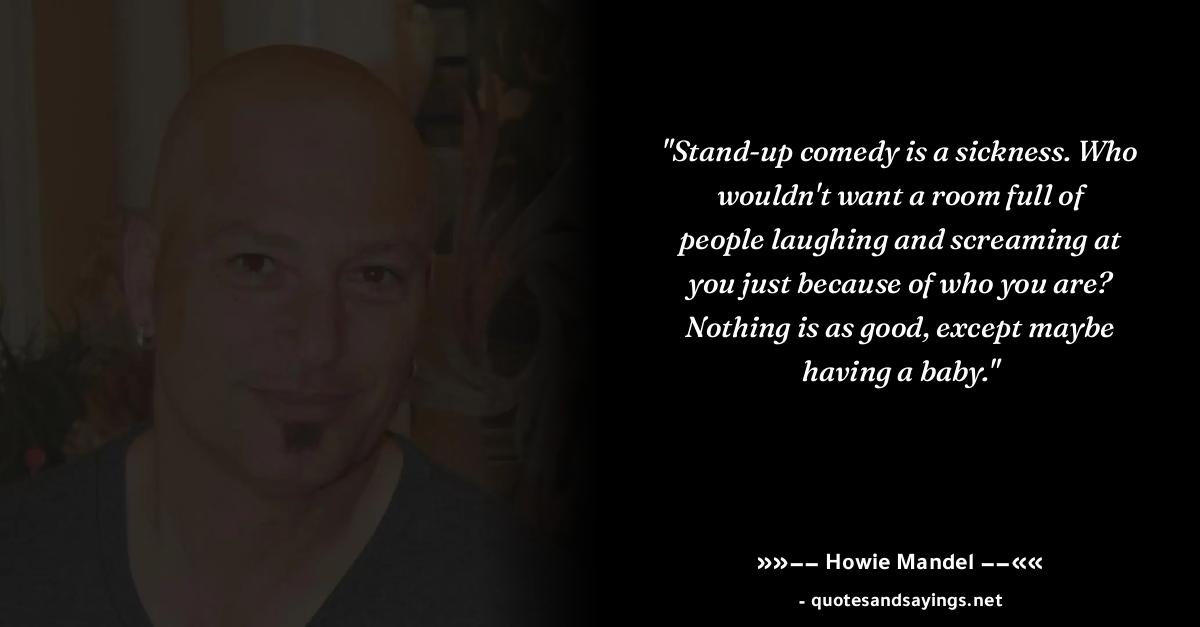 "Stand-up comedy is a sickness. Who
wouldn't want a room full of
people laughing and screaming at
you just because of who you are?
Nothing is as good, except maybe
having a baby."
»»−− Howie Mandel −−««
- quotesandsayings.net